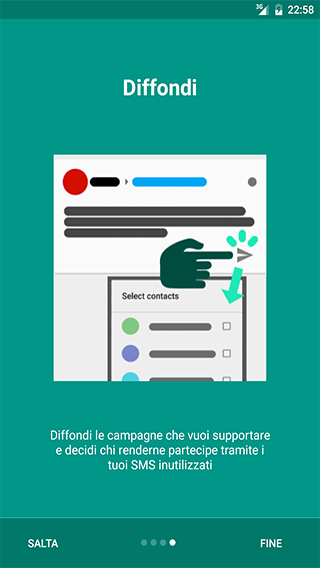 3G 22:58
Diffondi
Select contacts
Diffondi le campagne che vuoi supportare
e decidi chi renderne partecipe tramite i
tuoi SMS inutilizzati
SALTA FINE